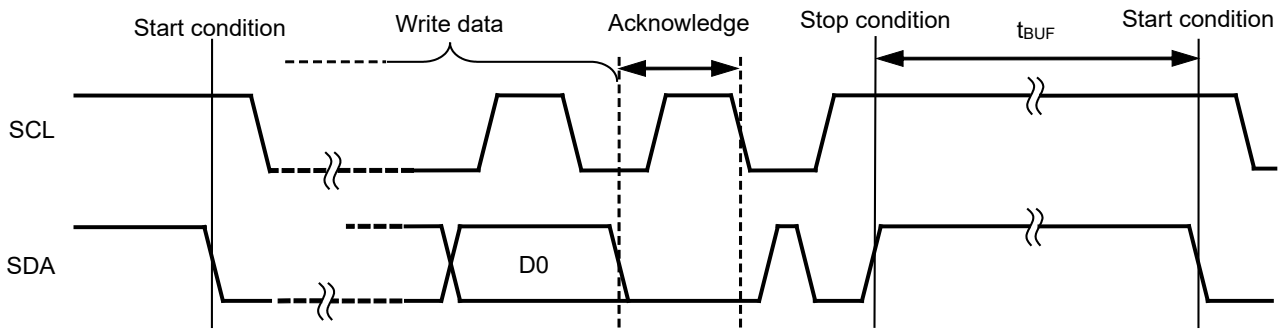 Start condition
Write data
Acknowledge
Stop condition
tBUF
Start condition
SCL
SDA
D0